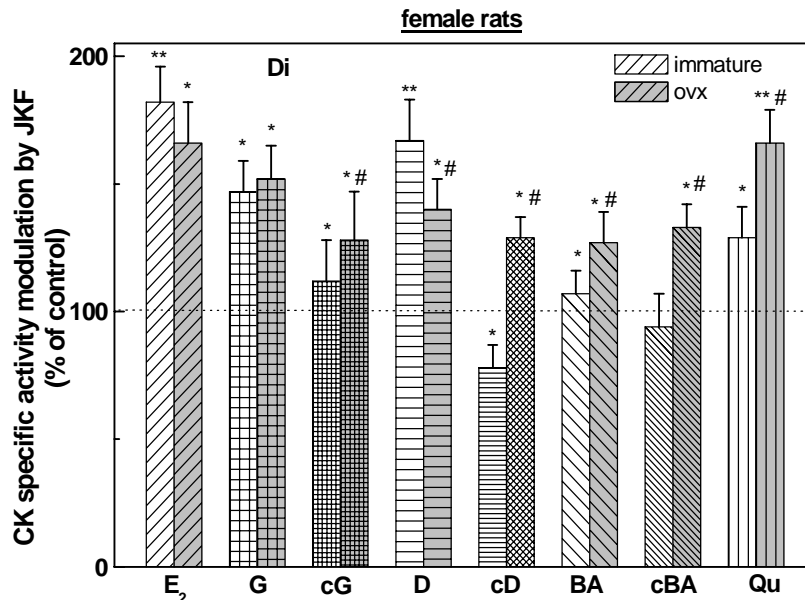 female rats
CK specific activity modulation by JKF
(% of control)
200
100
0
Di
immature
ovx
** * * * * *# ** *# * *# * *# *# * **#
E2 G cG D cD BA cBA Qu